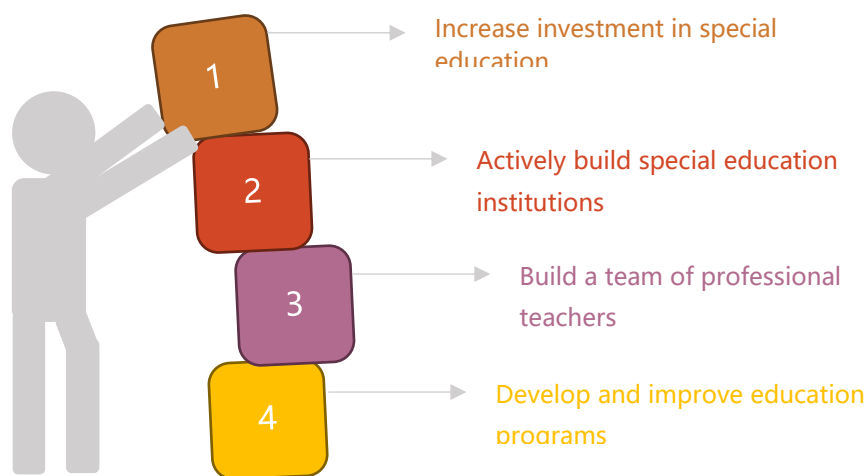 1
Increase investment in special
education
2
Actively build special education
institutions
3
Build a team of professional
teachers
4
Develop and improve education
programs